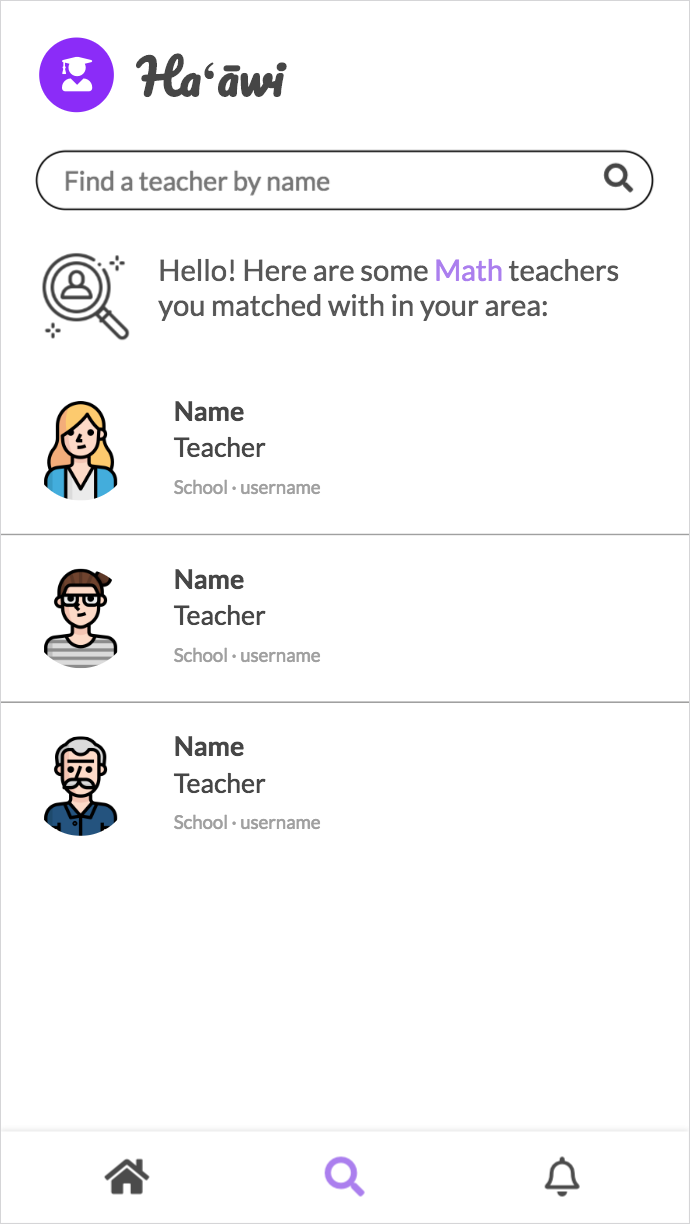 Haʻāwi
Find a teacher by name
Hello! Here are some Math teachers
you matched with in your area:
Name
Teacher
School · username
Name
Teacher
School · username
Name
Teacher
School · username